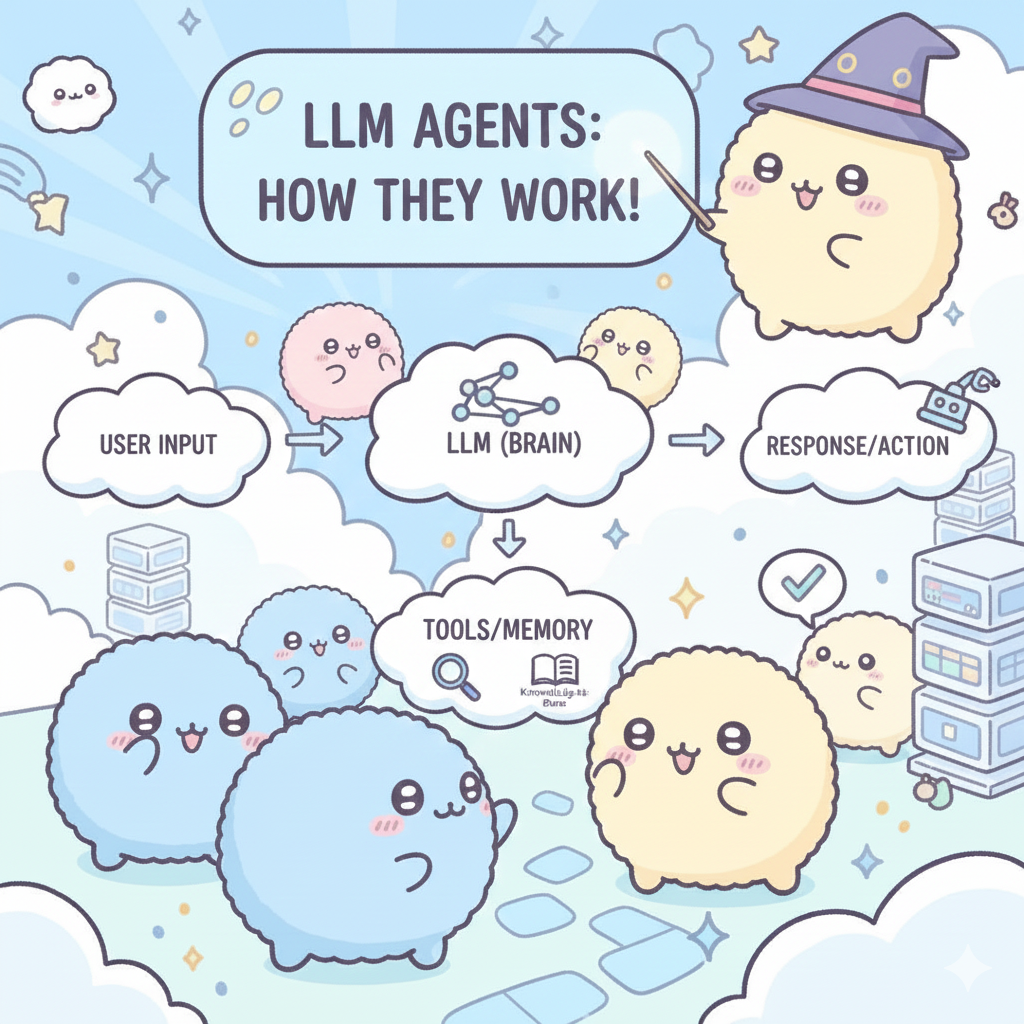 LLM AGENTS:
HOW THEY WORK!
USER INPUT
LLM (BRAIN)
RESPONSE/ACTION
TOOLS/MEMORY